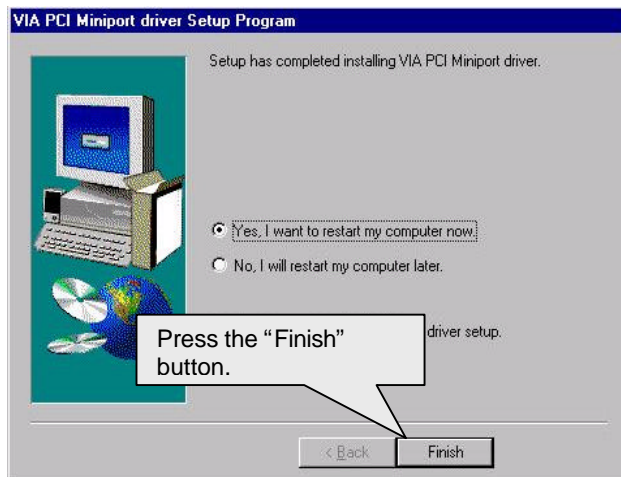 VIA PCI Miniport driver Setup Program
Setup has completed installing VIA PCI Miniport driver.
Yes, I want to restart my computer now.
No, I will restart my computer later.
driver setup.
Press the “Finish”
button.
< Back
Finish